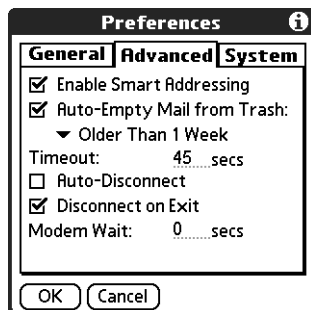 Preferences i
General Advanced System
Enable Smart Addressing
Auto-Empty Mail from Trash:
Older Than 1 Week
Timeout: 45 secs
Auto-Disconnect
Disconnect on Exit
Modem Wait: 0 secs
OK Cancel